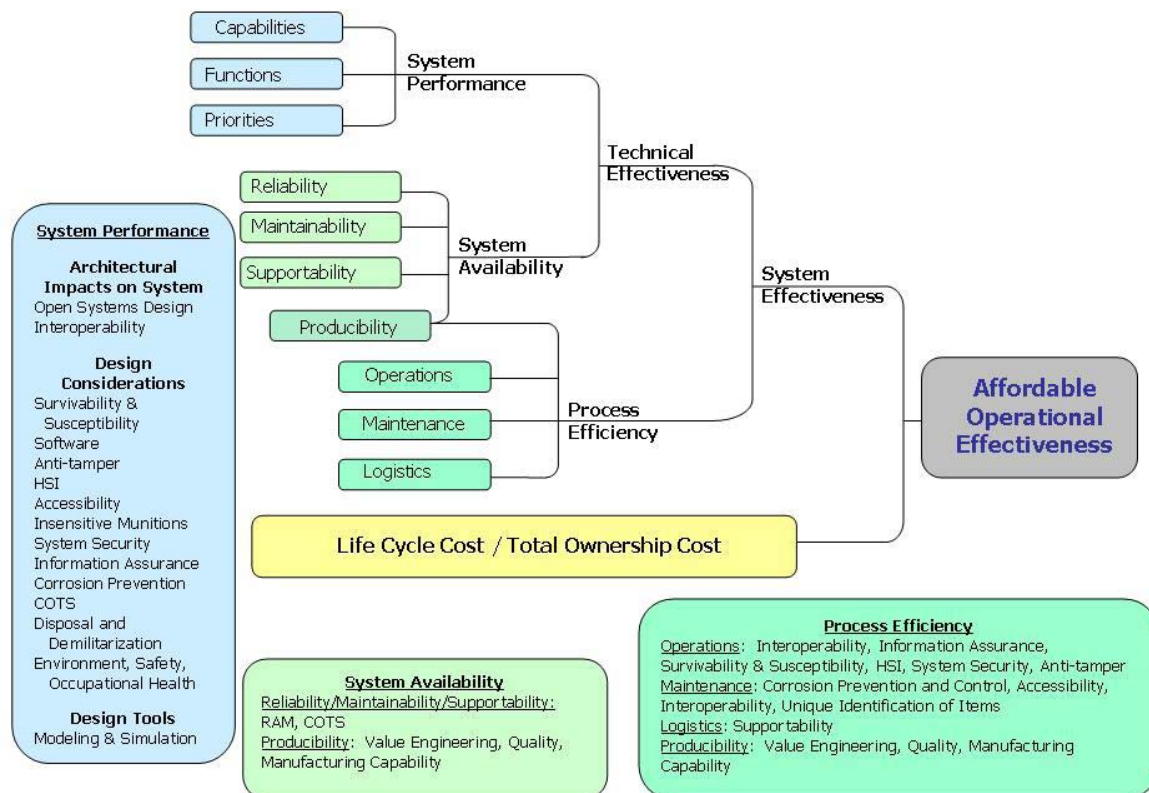 Capabilities
Functions
Priorities
System
Performance
Technical
Effectiveness
Reliability
Maintainability
Supportability
Producibility
System
Availability
System
Effectiveness
Operations
Maintenance
Logistics
Process
Efficiency
Affordable
Operational
Effectiveness
Life Cycle Cost / Total Ownership Cost
System Performance
Architectural
Impacts on System
Open Systems Design
Interoperability
Design
Considerations
Survivability &
Susceptibility
Software
Anti-tamper
HSI
Accessibility
Insensitive Munitions
System Security
Information Assurance
Corrosion Prevention
COTS
Disposal and
Demilitarization
Environment, Safety,
Occupational Health
Design Tools
Modeling & Simulation
System Availability
Reliability/Maintainability/Supportability:
RAM, COTS
Producibility: Value Engineering, Quality,
Manufacturing Capability
Process Efficiency
Operations: Interoperability, Information Assurance,
Survivability & Susceptibility, HSI, System Security, Anti-tamper
Maintenance: Corrosion Prevention and Control, Accessibility,
Interoperability, Unique Identification of Items
Logistics: Supportability
Producibility: Value Engineering, Quality, Manufacturing
Capability